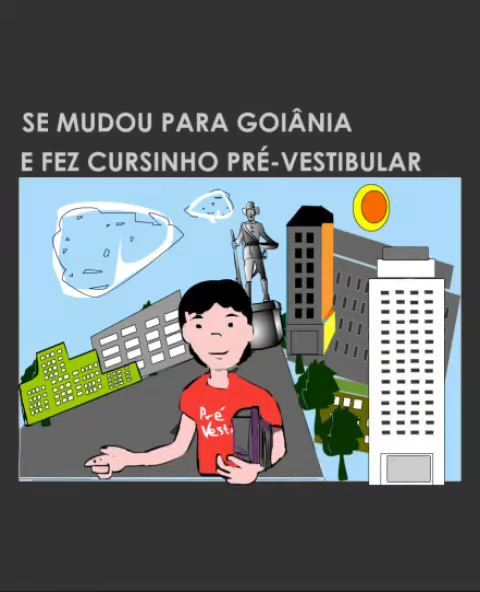 SE MUDOU PARA GOIÂNIA
E FEZ CURSINHO PRÉ-VESTIBULAR
Pré
Vest.